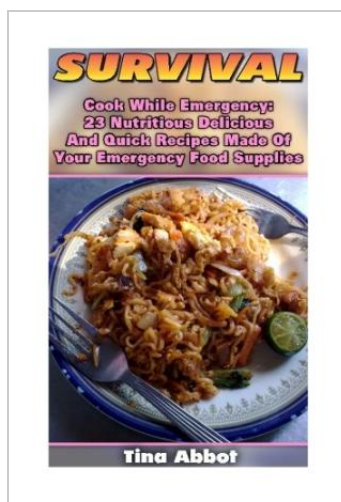 SURVIVAL
Cook While Emergency:
23 Nutritious Delicious
And Quick Recipes Made Of
Your Emergency Food Supplies
Tina Abbot